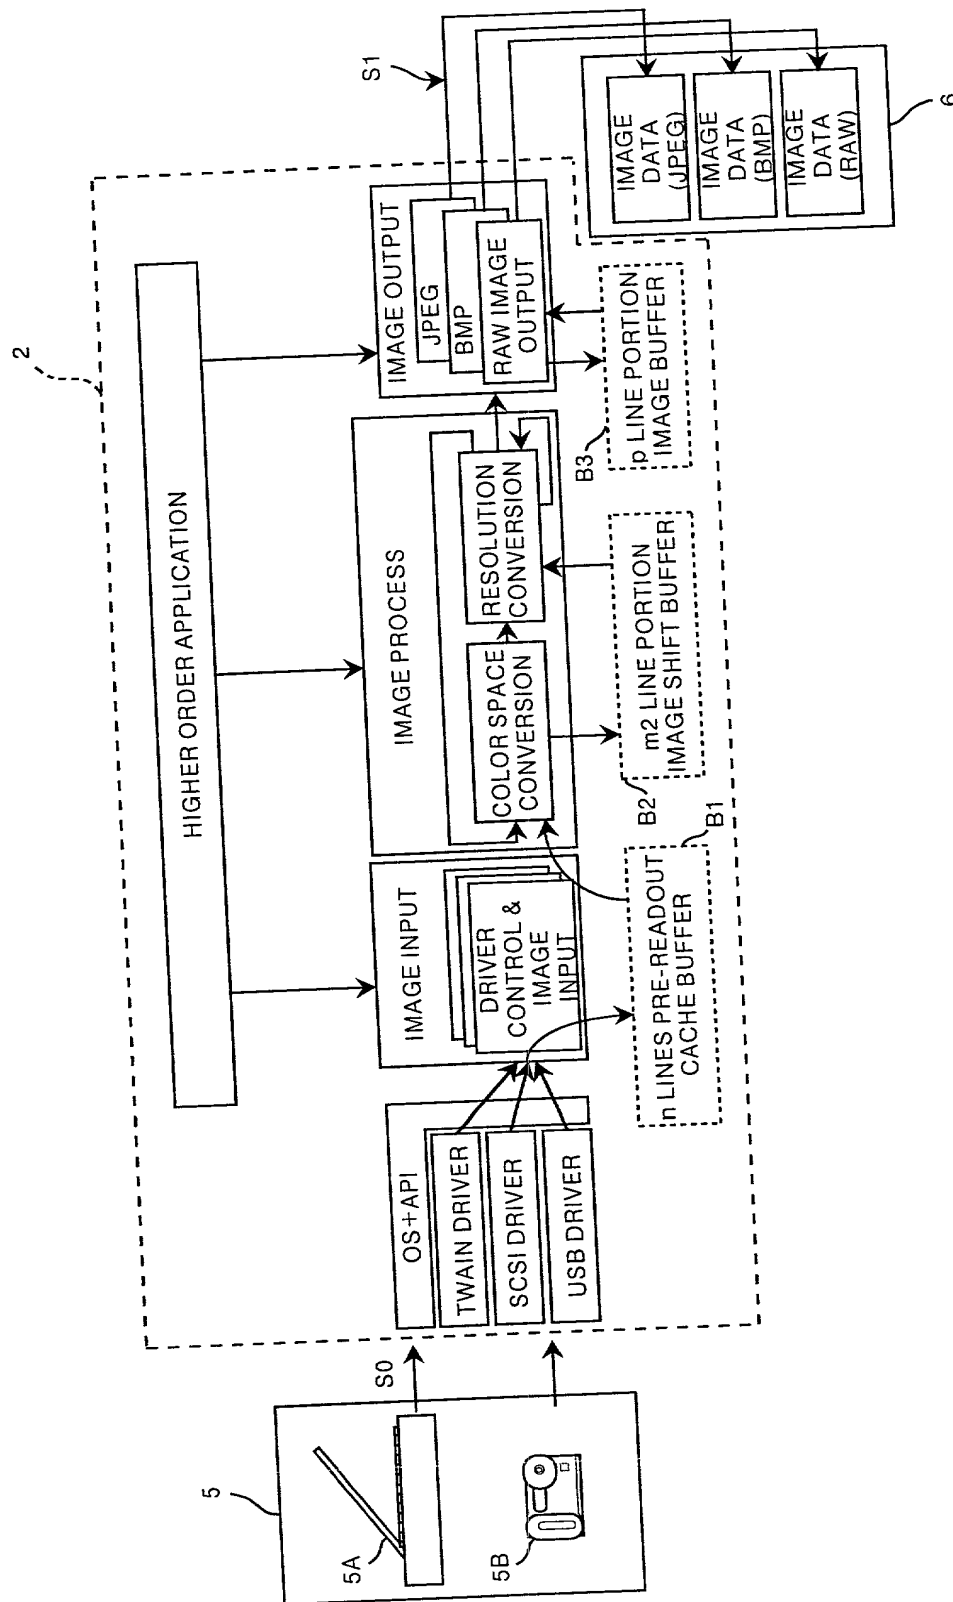 2
HIGHER ORDER APPLICATION
5
5A
5B
S0
OS+API
TWAIN DRIVER
SCSI DRIVER
USB DRIVER
IMAGE INPUT
DRIVER
CONTROL &
IMAGE
INPUT
IMAGE PROCESS
COLOR SPACE
CONVERSION
RESOLUTION
CONVERSION
IMAGE OUTPUT
JPEG
BMP
RAW IMAGE
OUTPUT
S1
IMAGE
DATA
(JPEG)
IMAGE
DATA
(BMP)
IMAGE
DATA
(RAW)
6
n LINES PRE-READOUT
CACHE BUFFER
B1
B2
m2 LINE PORTION
IMAGE SHIFT BUFFER
B3
p LINE PORTION
IMAGE BUFFER